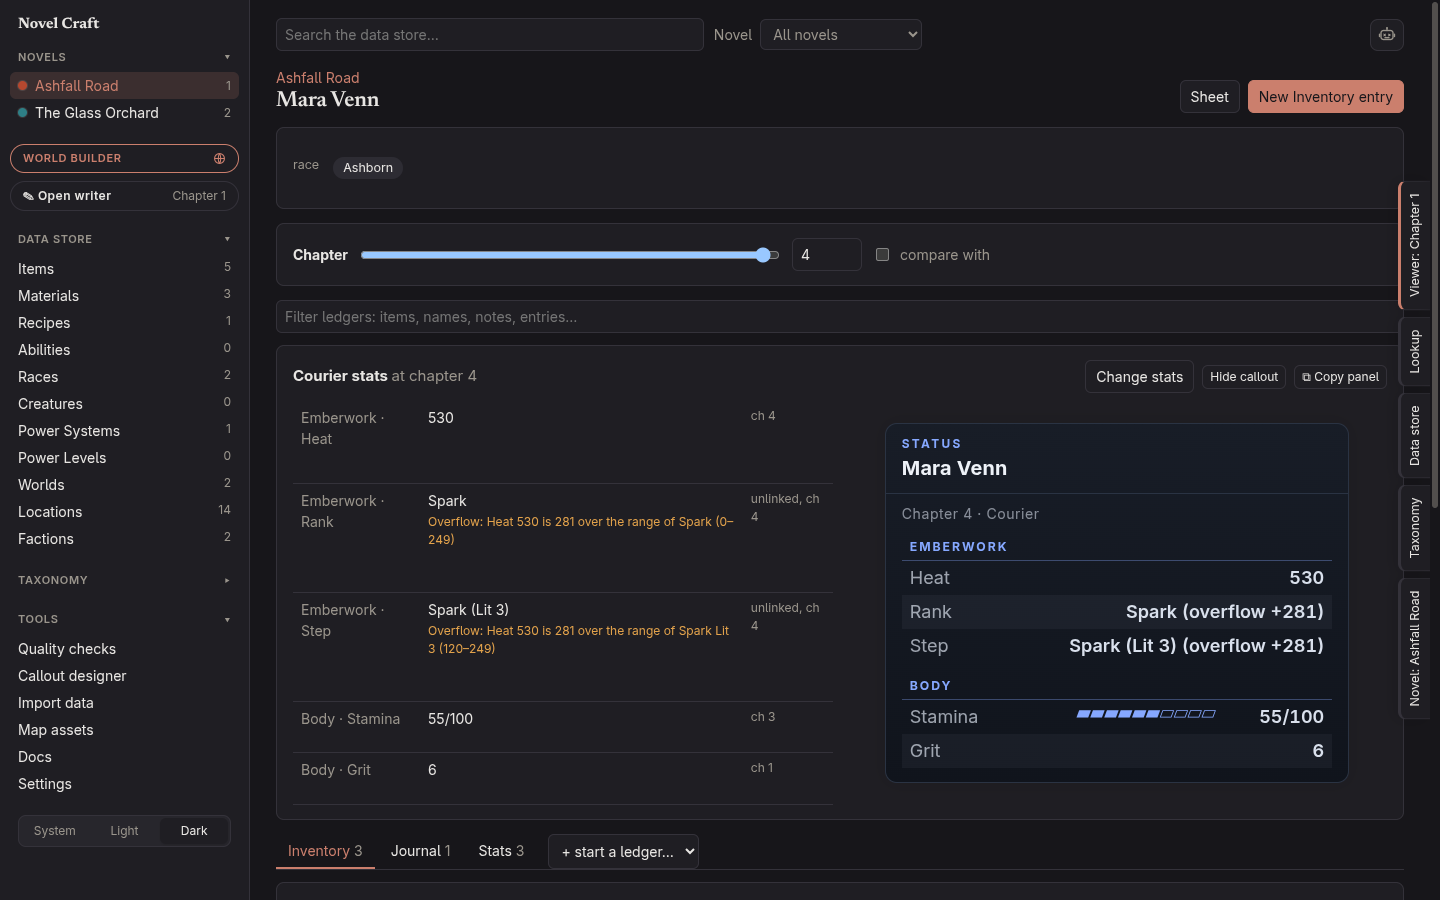 Novel Craft
NOVELS
Ashfall Road 1
The Glass Orchard 2
WORLD BUILDER
✎ Open writer Chapter 1
DATA STORE
Items 5
Materials 3
Recipes 1
Abilities 0
Races 2
Creatures 0
Power Systems 1
Power Levels 0
Worlds 2
Locations 14
Factions 2
TAXONOMY
TOOLS
Quality checks
Callout designer
Import data
Map assets
Docs
Settings
System Light Dark
Search the data store...
Novel All novels
Ashfall Road
Mara Venn
Sheet New Inventory entry
race Ashborn
Chapter 4 compare with
Filter ledgers: items, names, notes, entries...
Courier stats at chapter 4
Change stats Hide callout ⧉ Copy panel
Emberwork · 530 ch 4
Heat
Emberwork · Spark unlinked, ch
Rank Overflow: Heat 530 is 281 over the range of Spark (0– 4
249)
Emberwork · Spark (Lit 3) unlinked, ch
Step Overflow: Heat 530 is 281 over the range of Spark Lit 4
3 (120–249)
Body · Stamina 55/100 ch 3
Body · Grit 6 ch 1
STATUS
Mara Venn
Chapter 4 · Courier
EMBERWORK
Heat 530
Rank Spark (overflow +281)
Step Spark (Lit 3) (overflow +281)
BODY
Stamina 55/100
Grit 6
Inventory 3 Journal 1 Stats 3 + start a ledger...
Viewer: Chapter 1
Lookup
Data store
Taxonomy
Novel: Ashfall Road